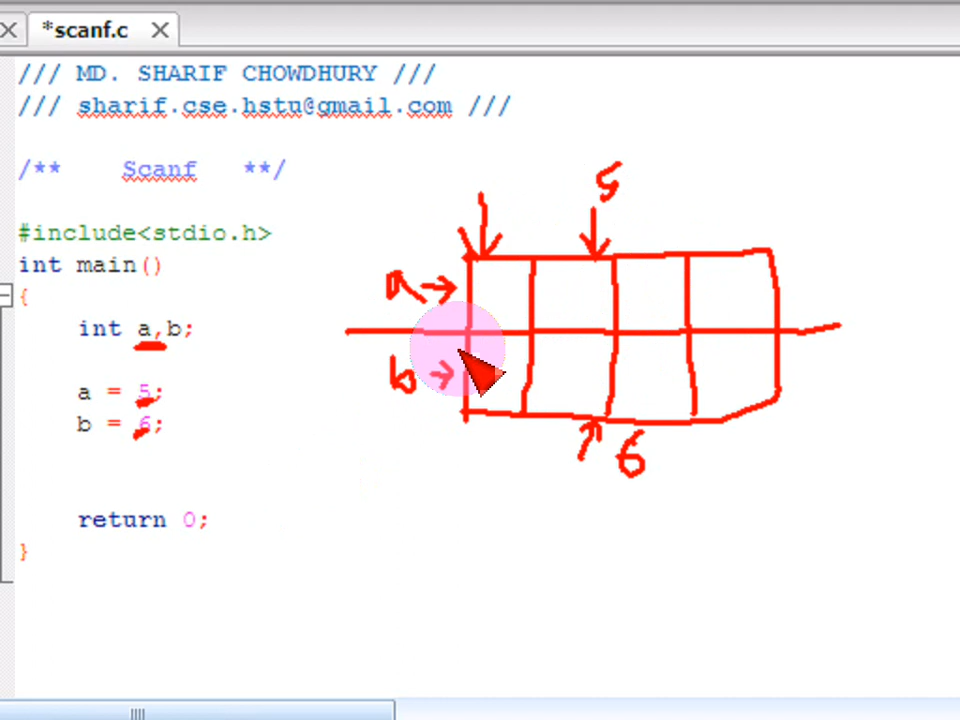 *scanf.c
/// MD. SHARIF CHOWDHURY ///
/// sharif.cse.hstu@gmail.com ///
/** Scanf **/
#include<stdio.h>
int main()
{
int a,b;
a = 5;
b = 6;
return 0;
}
5
a
b
6